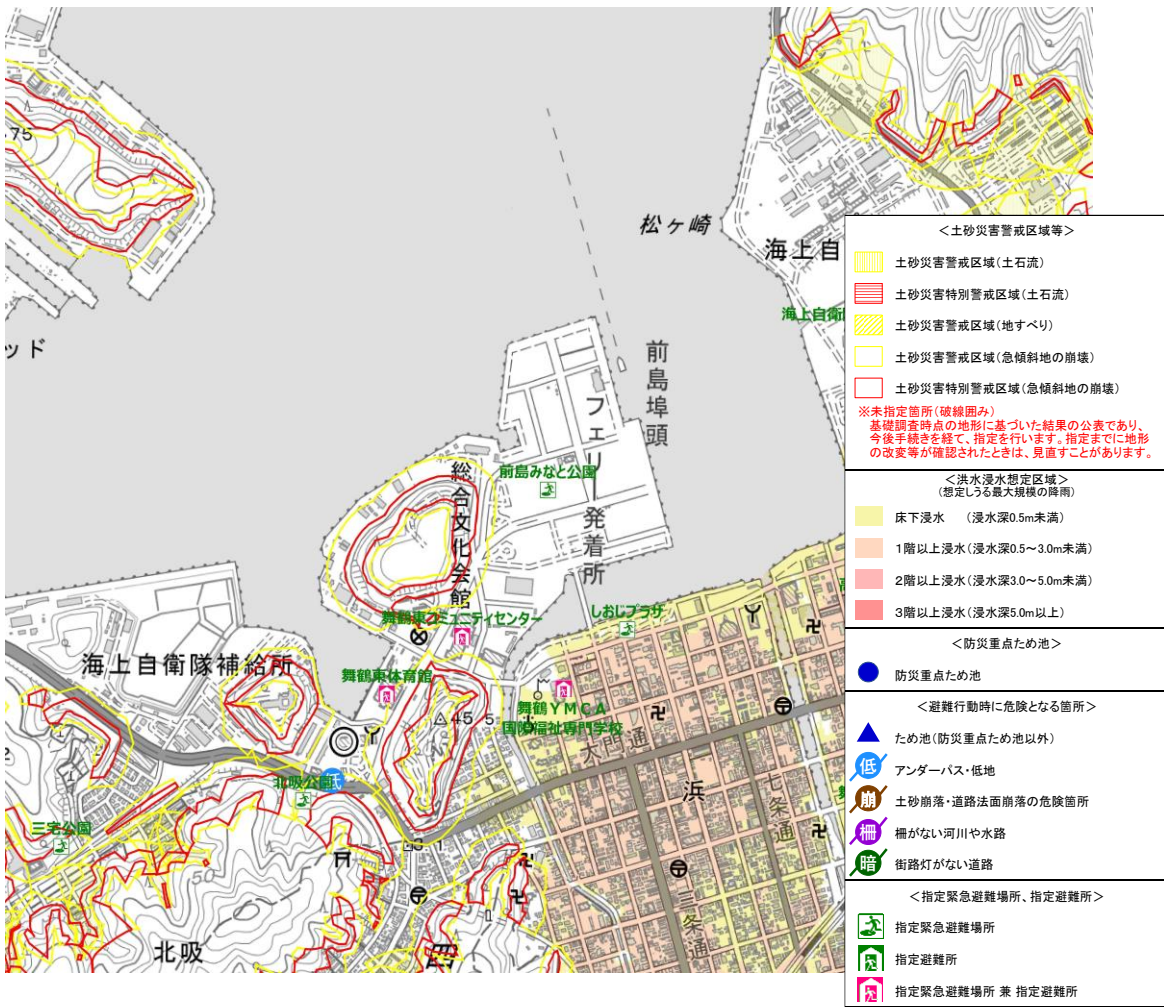 75
松ヶ崎
海上自
海上自衛
ッド
前島埠頭
フェリー発着所
前島みなと公園
総合文化会館
しおじプラザ
舞鶴東コミュニティセンター
海上自衛隊補給所
舞鶴東体育館
舞鶴YMCA
国際福祉専門学校
45
5
大門通
浜
七条通
三条通
低
北吸公園
三宅公園
50
北吸
<土砂災害警戒区域等>
土砂災害警戒区域(土石流)
土砂災害特別警戒区域(土石流)
土砂災害警戒区域(地すべり)
土砂災害警戒区域(急傾斜地の崩壊)
土砂災害特別警戒区域(急傾斜地の崩壊)
※未指定箇所(破線囲み)
基礎調査時点の地形に基づいた結果の公表であり、
今後手続きを経て、指定を行います。指定までに地形
の改変等が確認されたときは、見直すことがあります。
<洪水浸水想定区域>
(想定しうる最大規模の降雨)
床下浸水 (浸水深0.5m未満)
1階以上浸水(浸水深0.5~3.0m未満)
2階以上浸水(浸水深3.0~5.0m未満)
3階以上浸水(浸水深5.0m以上)
<防災重点ため池>
防災重点ため池
<避難行動時に危険となる箇所>
ため池(防災重点ため池以外)
低 アンダーパス・低地
崩 土砂崩落・道路法面崩落の危険箇所
柵 柵がない河川や水路
暗 街路灯がない道路
<指定緊急避難場所、指定避難所>
指定緊急避難場所
指定避難所
指定緊急避難場所 兼 指定避難所